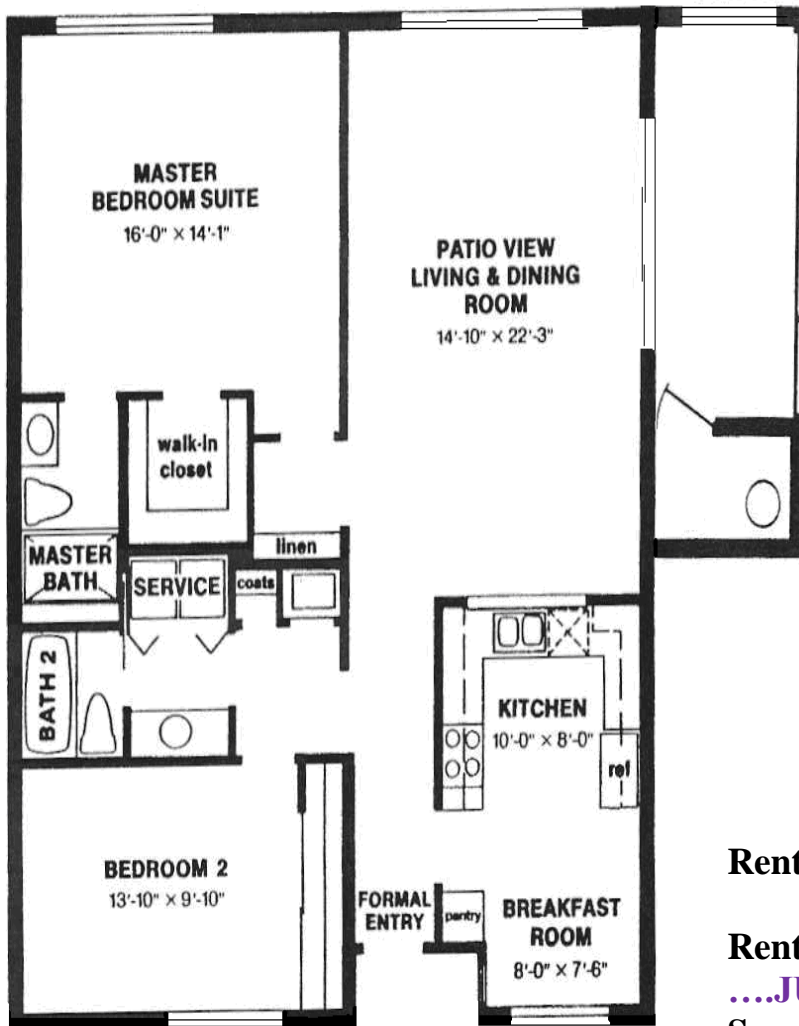 MASTER
BEDROOM SUITE
16'-0" × 14'-1"
PATIO VIEW
LIVING & DINING
ROOM
14'-10" × 22'-3"
walk-in
closet
linen
MASTER
BATH
SERVICE
coats
BATH 2
KITCHEN
10'-0" × 8'-0"
ref
BEDROOM 2
13'-10" × 9'-10"
FORMAL
ENTRY
pantry
BREAKFAST
ROOM
8'-0" × 7'-6"
Rent
Rent
....JU